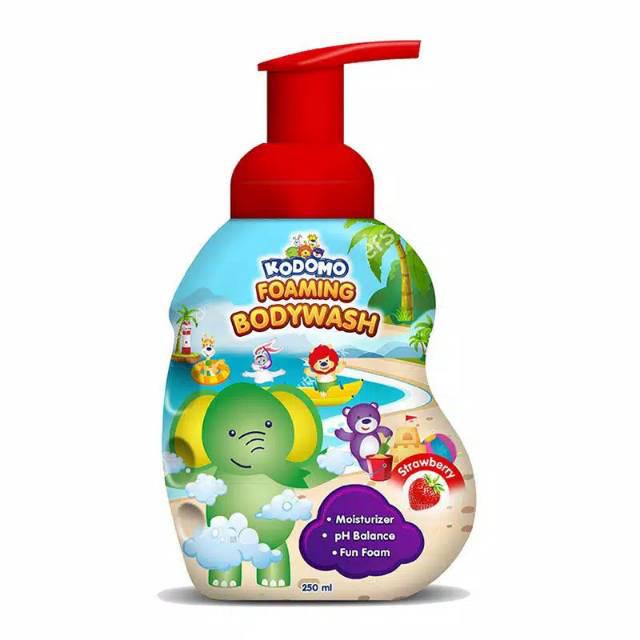 KODOMO
FOAMING
BODYWASH
Strawberry
• Moisturizer
• pH Balance
• Fun Foam
250 ml